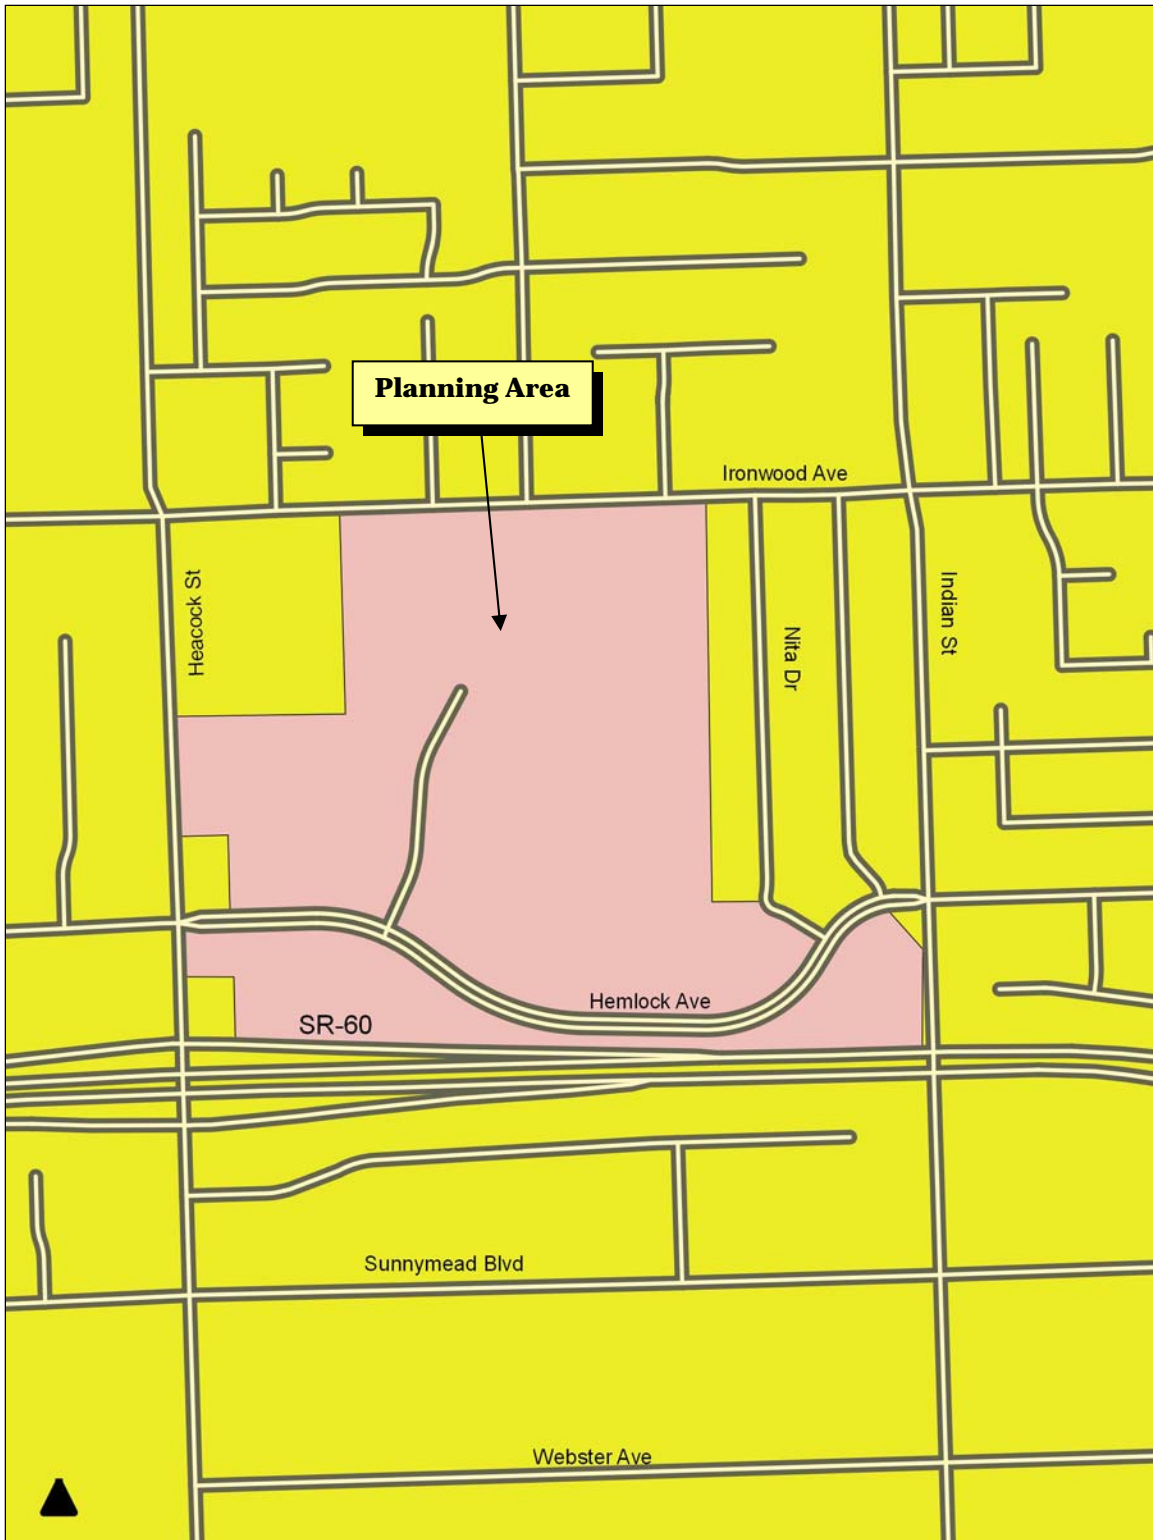 Planning Area
Ironwood Ave
Heacock St
Nita Dr
Indian St
Hemlock Ave
SR-60
Sunnymead Blvd
Webster Ave